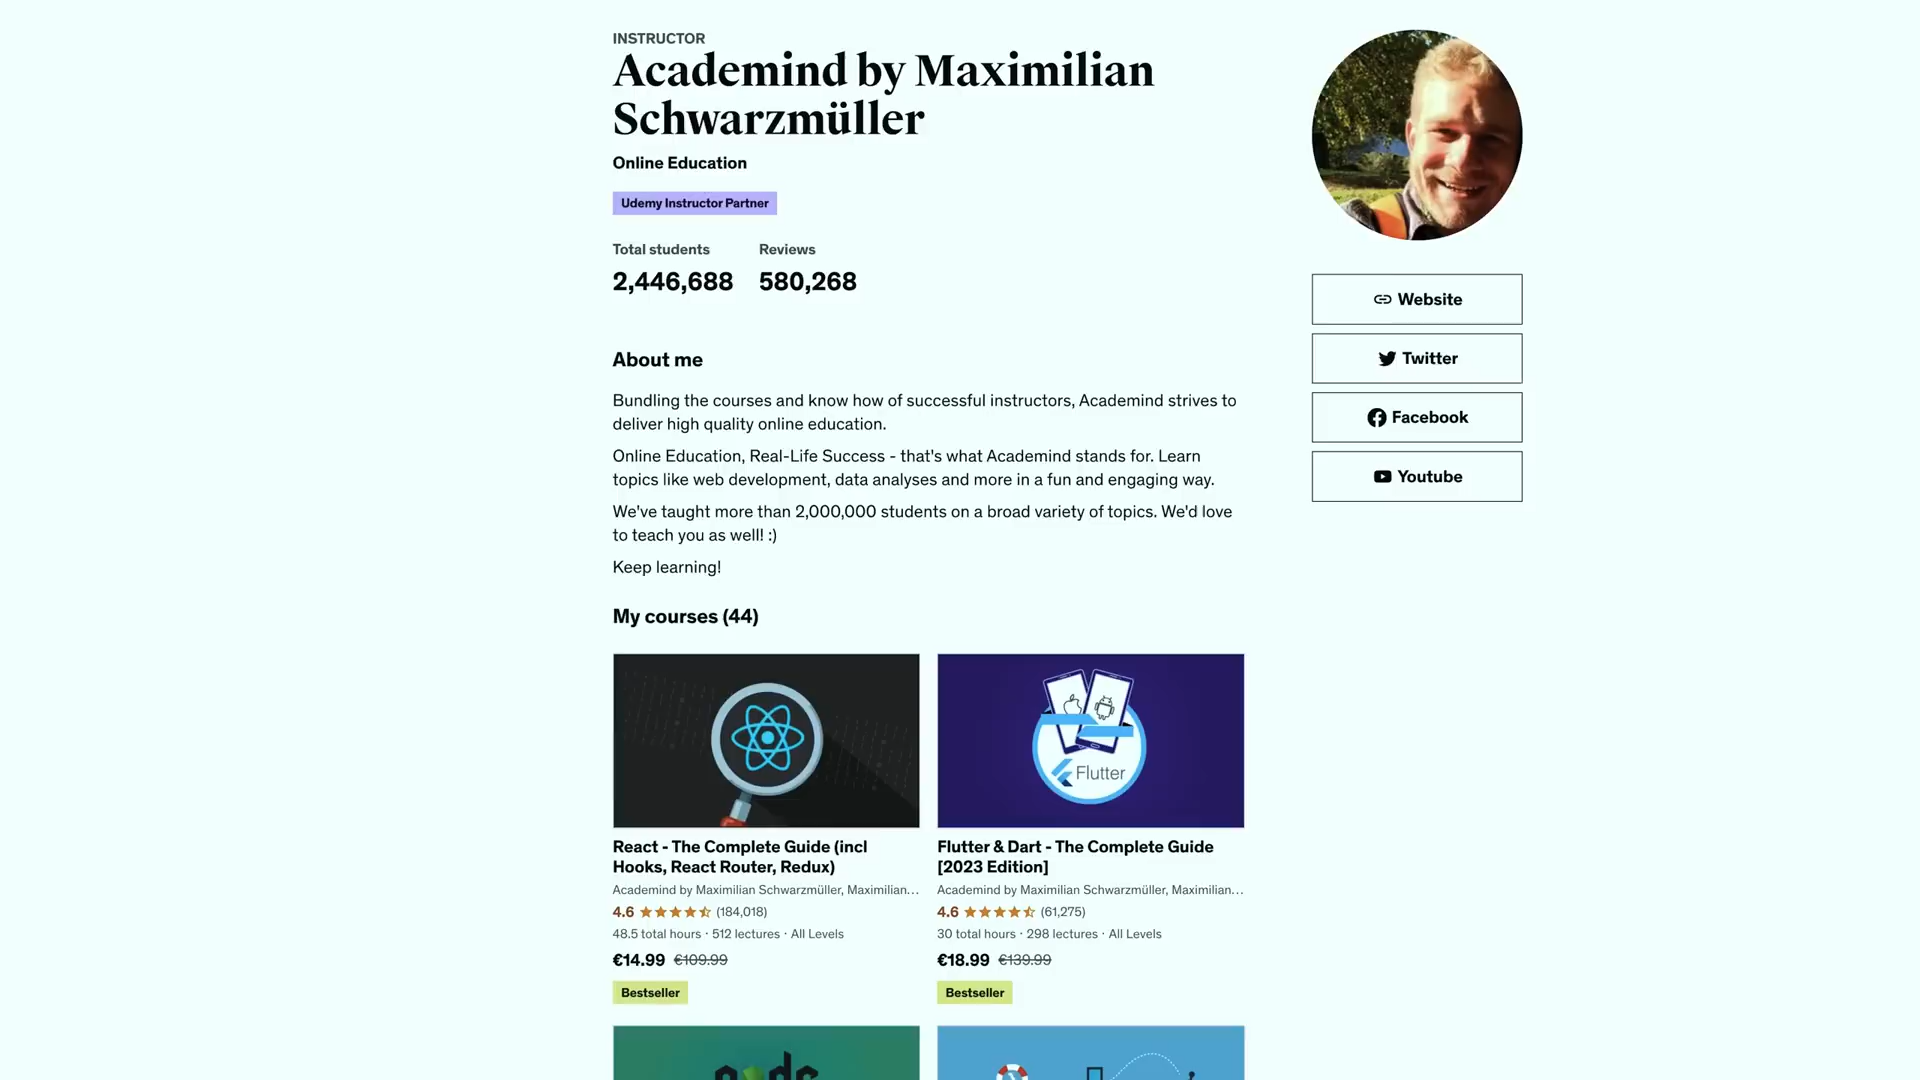 INSTRUCTOR
Academind by Maximilian
Schwarzmüller
Online Education
Udemy Instructor Partner
Total students
Reviews
2,446,688
580,268
Website
Twitter
Facebook
Youtube
About me
Bundling the courses and know how of successful instructors, Academind strives to
deliver high quality online education.
Online Education, Real-Life Success - that's what Academind stands for. Learn
topics like web development, data analyses and more in a fun and engaging way.
We've taught more than 2,000,000 students on a broad variety of topics. We'd love
to teach you as well! :)
Keep learning!
My courses (44)
React - The Complete Guide (incl
Hooks, React Router, Redux)
Academind by Maximilian Schwarzmüller, Maximilian...
4.6 (184,018)
48.5 total hours · 512 lectures · All Levels
€14.99 €109.99
Bestseller
Flutter
Flutter & Dart - The Complete Guide
[2023 Edition]
Academind by Maximilian Schwarzmüller, Maximilian...
4.6 (61,275)
30 total hours · 298 lectures · All Levels
€18.99 €139.99
Bestseller